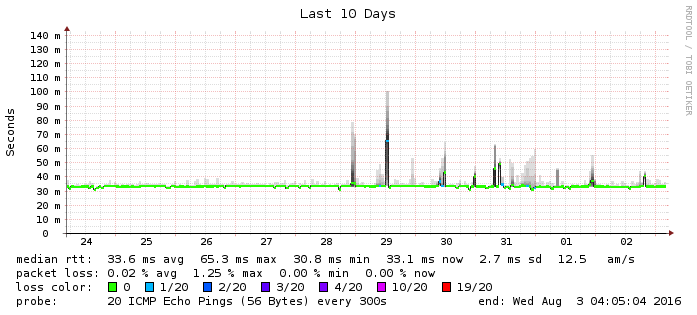 Last 10 Days
RRDTOOL / TOBI OETIKER
Seconds
140 m
130 m
120 m
110 m
100 m
90 m
80 m
70 m
60 m
50 m
40 m
30 m
20 m
10 m
0
24 25 26 27 28 29 30 31 01 02
median rtt: 33.6 ms avg 65.3 ms max 30.8 ms min 33.1 ms now 2.7 ms sd 12.5 am/s
packet loss: 0.02 % avg 1.25 % max 0.00 % min 0.00 % now
loss color: 0 1/20 2/20 3/20 4/20 10/20 19/20
probe: 20 ICMP Echo Pings (56 Bytes) every 300s end: Wed Aug 3 04:05:04 2016